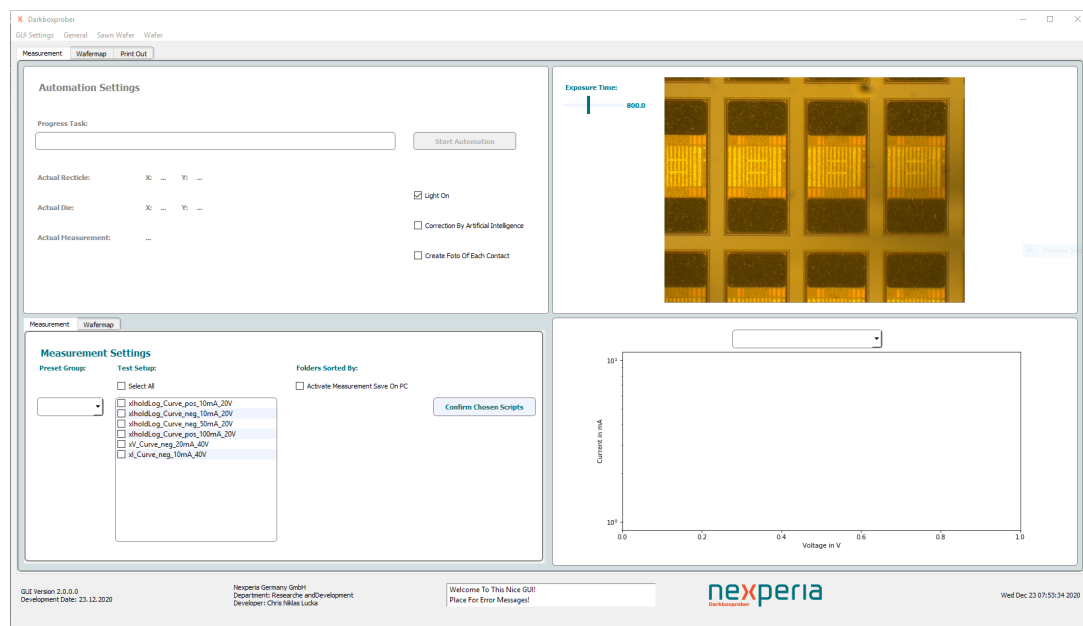 Darkboxprober
GUI Settings General Sawn Wafer Wafer
Measurement Wafermap Print Out
Automation Settings
Progress Task:
Start Automation
Actual Recticle: X: ... Y: ...
Actual Die: X: ... Y: ...
Actual Measurement: ...
Light On
Correction By Artificial Intelligence
Create Foto Of Each Contact
Exposure Time:
800.0
Measurement Wafermap
Measurement Settings
Preset Group: Test Setup: Folders Sorted By:
Select All
Activate Measurement Save On PC
xIholdLog_Curve_pos_10mA_20V
xIholdLog_Curve_neg_10mA_20V
xIholdLog_Curve_neg_50mA_20V
xIholdLog_Curve_pos_100mA_20V
xV_Curve_neg_20mA_40V
xI_Curve_neg_10mA_40V
Confirm Chosen Scripts
10¹
Current in mA
10⁰
0.0 0.2 0.4 0.6 0.8 1.0
Voltage in V
GUI Version 2.0.0.0
Development Date: 23.12.2020
Nexperia Germany GmbH
Department: Researche andDevelopment
Developer: Chris Niklas Lucka
Welcome To This Nice GUI!
Place For Error Messages!
nexperia
Darkboxprober
Wed Dec 23 07:53:34 2020